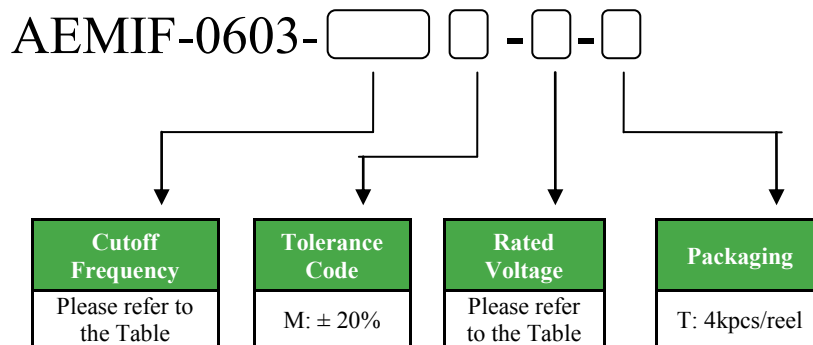 AEMIF-0603- - -
Cutoff
Frequency
Please refer to
the Table
Tolerance
Code
M: ± 20%
Rated
Voltage
Please refer
to the Table
Packaging
T: 4kpcs/reel